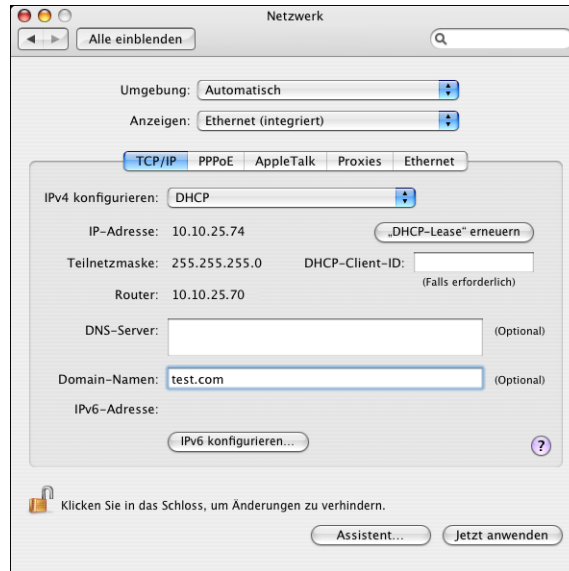 Netzwerk
Alle einblenden
Umgebung: Automatisch
Anzeigen: Ethernet (integriert)
TCP/IP PPPoE AppleTalk Proxies Ethernet
IPv4 konfigurieren: DHCP
IP-Adresse: 10.10.25.74 „DHCP-Lease“ erneuern
Teilnetzmaske: 255.255.255.0 DHCP-Client-ID:
(Falls erforderlich)
Router: 10.10.25.70
DNS-Server: (Optional)
Domain-Namen: test.com (Optional)
IPv6-Adresse:
IPv6 konfigurieren... ?
Klicken Sie in das Schloss, um Änderungen zu verhindern.
Assistent... Jetzt anwenden